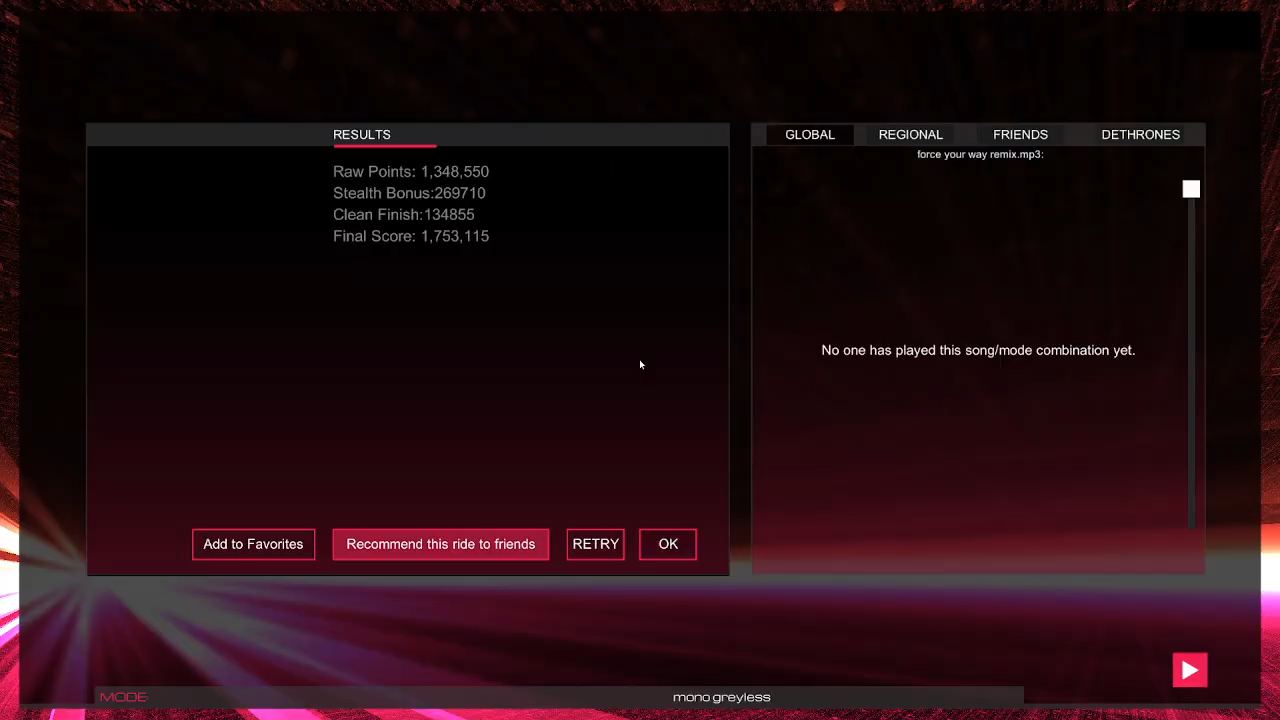 RESULTS
Raw Points: 1,348,550
Stealth Bonus:269710
Clean Finish:134855
Final Score: 1,753,115
Add to Favorites
Recommend this ride to friends
RETRY
OK
GLOBAL
REGIONAL
FRIENDS
DETHRONES
force your way remix.mp3:
No one has played this song/mode combination yet.
MODE
mono greyless